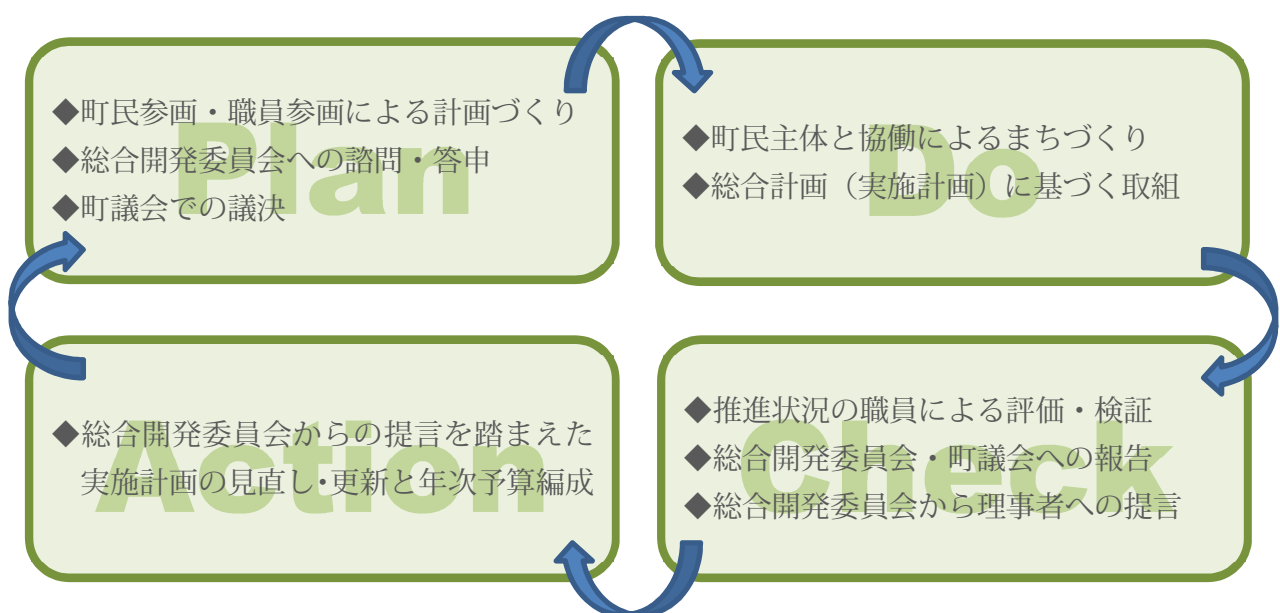 Plan
◆町民参画・職員参画による計画づくり
◆総合開発委員会への諮問・答申
◆町議会での議決
Do
◆町民主体と協働によるまちづくり
◆総合計画（実施計画）に基づく取組
Check
◆推進状況の職員による評価・検証
◆総合開発委員会・町議会への報告
◆総合開発委員会から理事者への提言
Action
◆総合開発委員会からの提言を踏まえた
実施計画の見直し･更新と年次予算編成